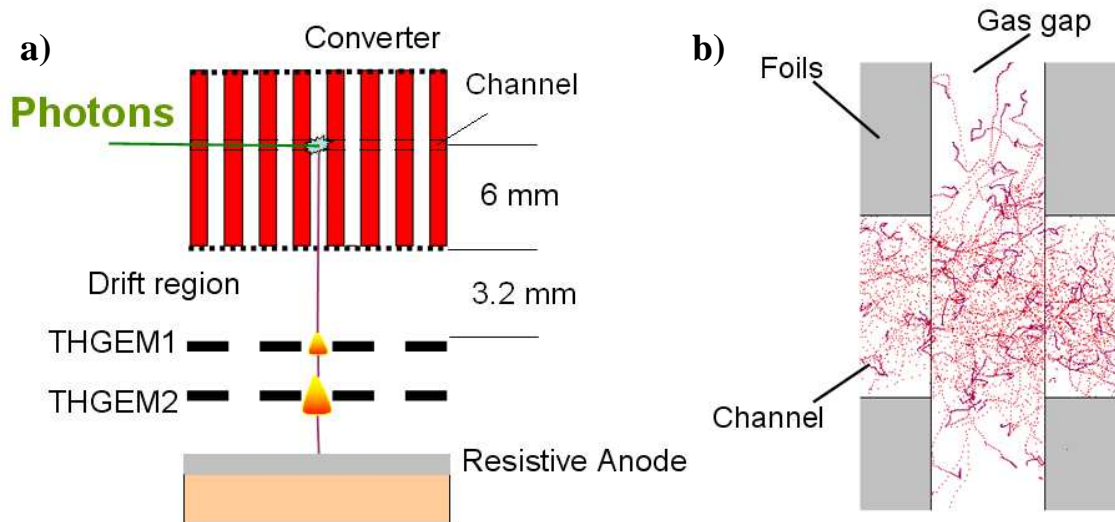 a)
Converter
Channel
Photons
6 mm
Drift region
3.2 mm
THGEM1
THGEM2
Resistive Anode
b)
Gas gap
Foils
Channel